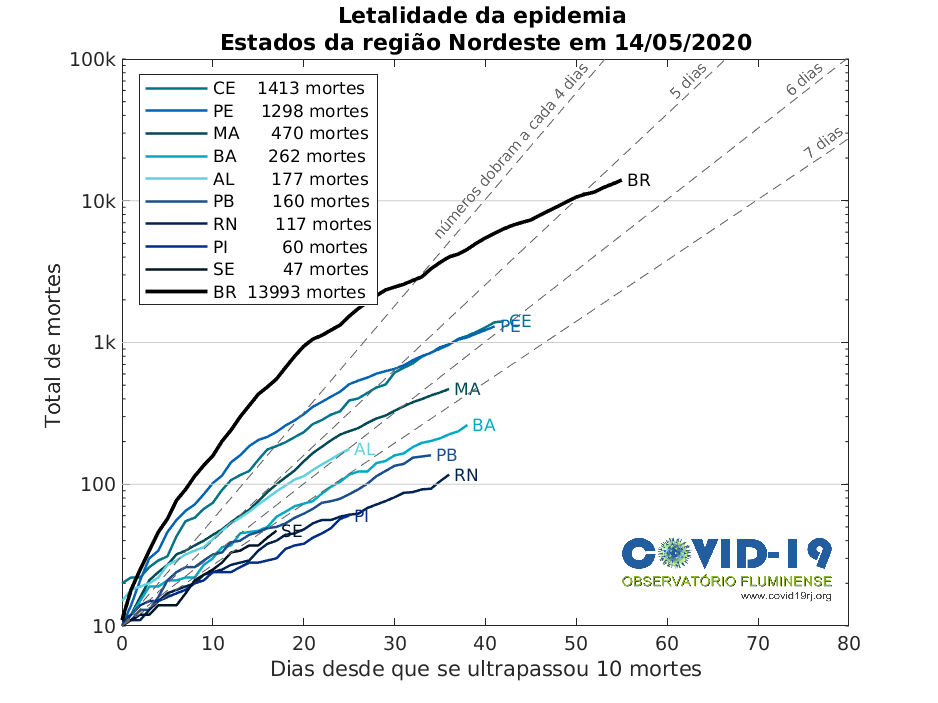 Letalidade da epidemia
Estados da região Nordeste em 14/05/2020
100k
10k
1k
100
10
Total de mortes
CE 1413 mortes
PE 1298 mortes
MA 470 mortes
BA 262 mortes
AL 177 mortes
PB 160 mortes
RN 117 mortes
PI 60 mortes
SE 47 mortes
BR 13993 mortes
números dobram a cada 4 dias
5 dias
6 dias
7 dias
BR
CE
PE
MA
BA
AL
PB
RN
PI
SE
COVID-19
OBSERVATÓRIO FLUMINENSE
www.covid19rj.org
0 10 20 30 40 50 60 70 80
Dias desde que se ultrapassou 10 mortes